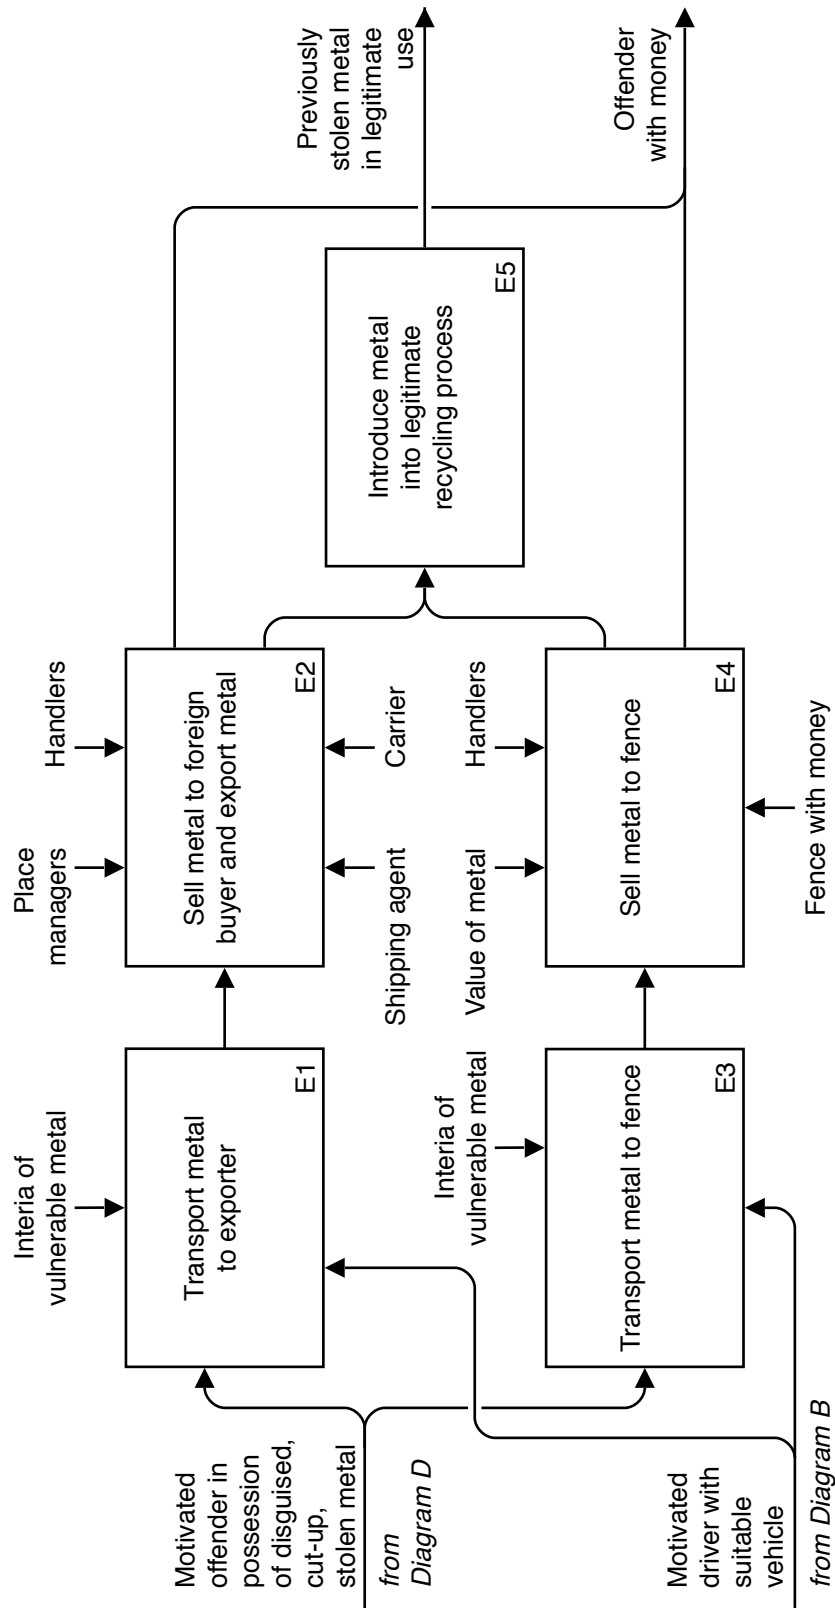 Motivated
offender in
possession
of disguised,
cut-up,
stolen metal
from
Diagram D
Motivated
driver with
suitable
vehicle
from Diagram B
Interia of
vulnerable metal
Transport metal
to exporter
E1
Interia of
vulnerable metal
Transport metal to fence
E3
Place
managers
Handlers
Sell metal to foreign
buyer and export metal
E2
Shipping agent
Carrier
Value of metal
Handlers
Sell metal to fence
E4
Fence with money
Introduce metal
into legitimate
recycling process
E5
Previously
stolen metal
in legitimate
use
Offender
with money